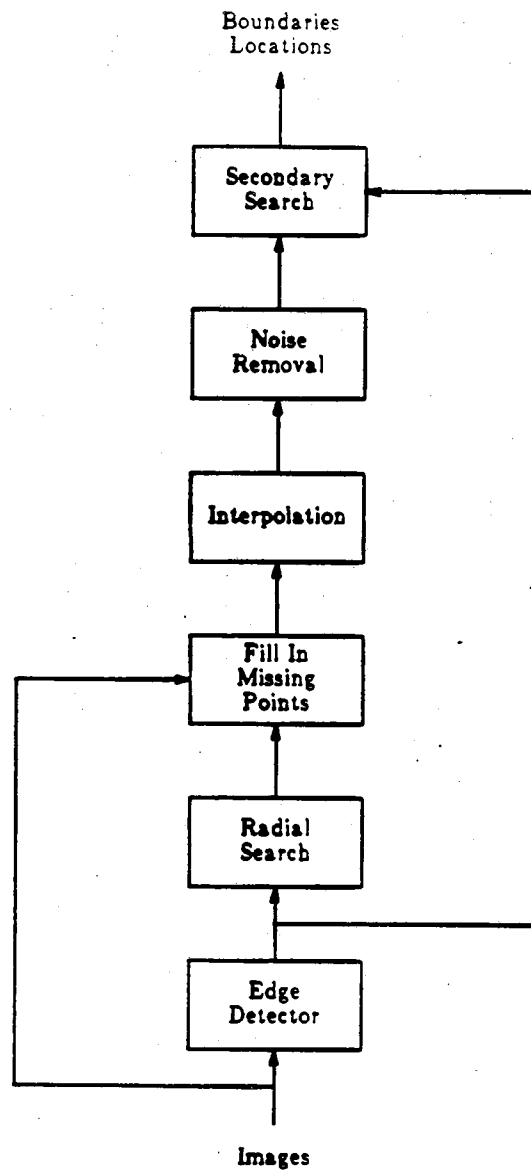 Boundaries
Locations
Secondary
Search
Noise
Removal
Interpolation
Fill In
Missing
Points
Radial
Search
Edge
Detector
Images